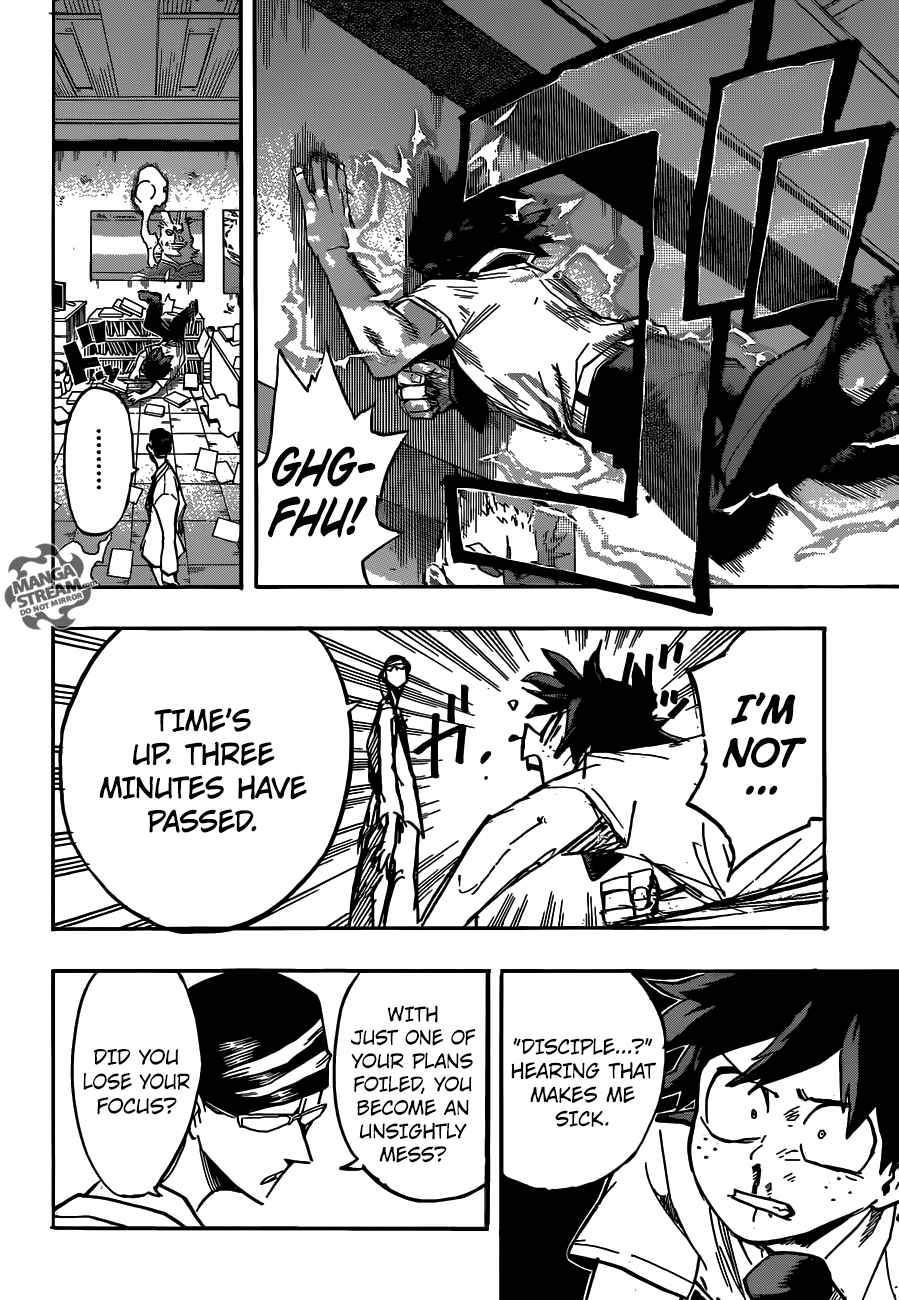 GHG-
FHU!
.......
MANGA
STREAM.com
DO NOT MIRROR
I'M
NOT
...
TIME'S
UP. THREE
MINUTES HAVE
PASSED.
"DISCIPLE...?"
HEARING THAT
MAKES ME
SICK.
WITH
JUST ONE OF
YOUR PLANS
FOILED, YOU
BECOME AN
UNSIGHTLY
MESS?
DID YOU
LOSE YOUR
FOCUS?